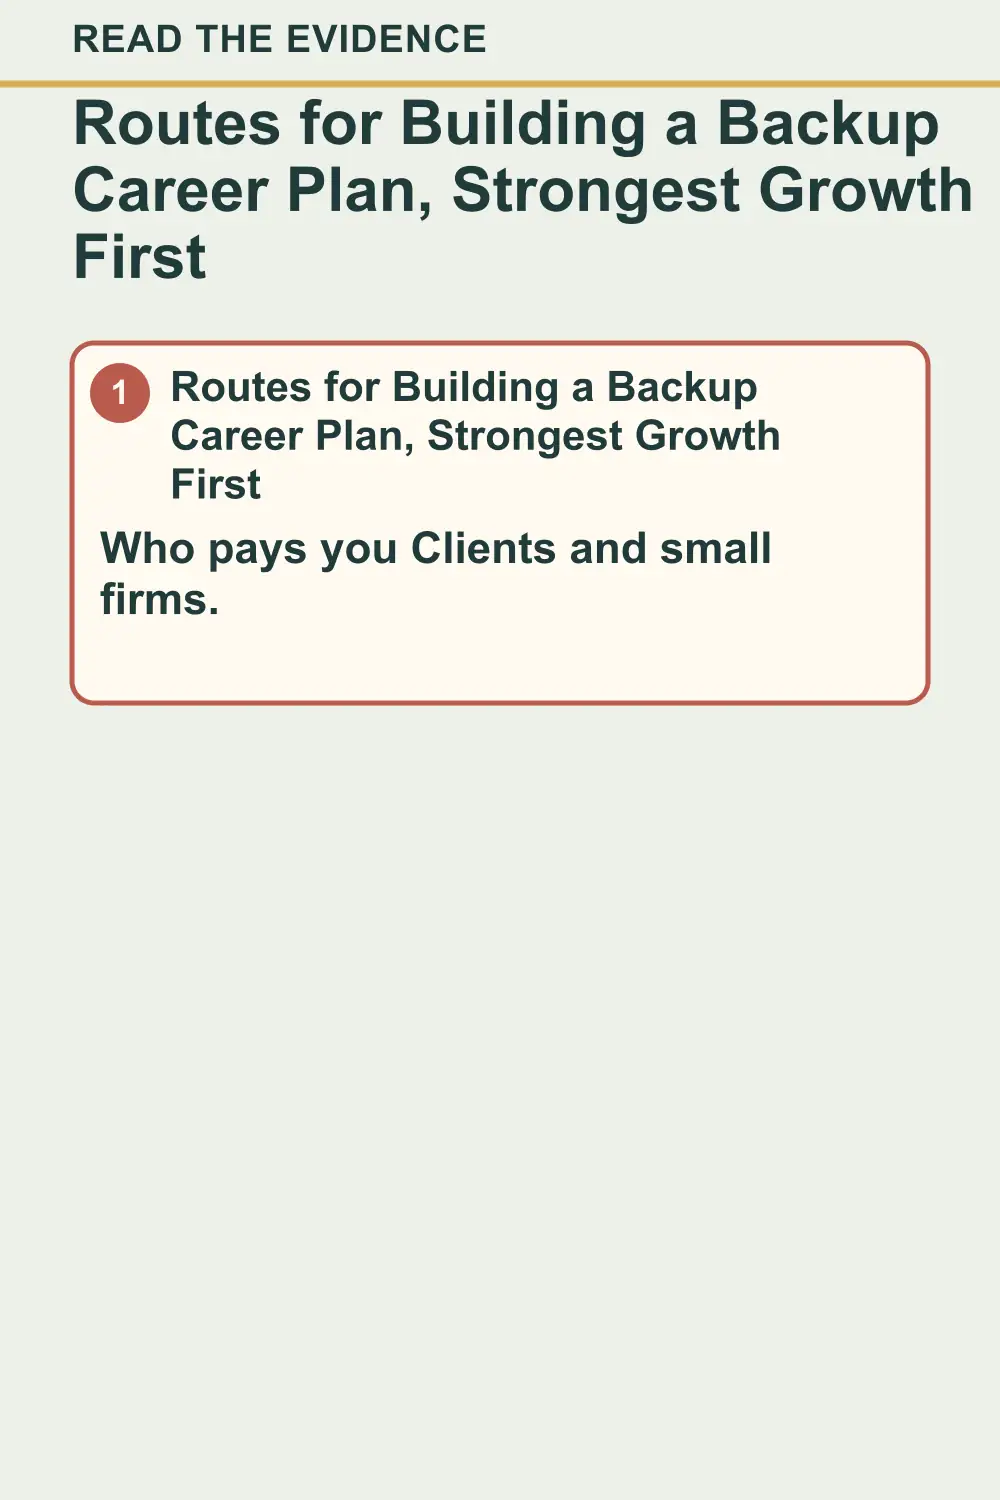 READ THE EVIDENCE
Routes for Building a Backup
Career Plan, Strongest Growth
First
1
Routes for Building a Backup
Career Plan, Strongest Growth
First
Who pays you Clients and small
firms.